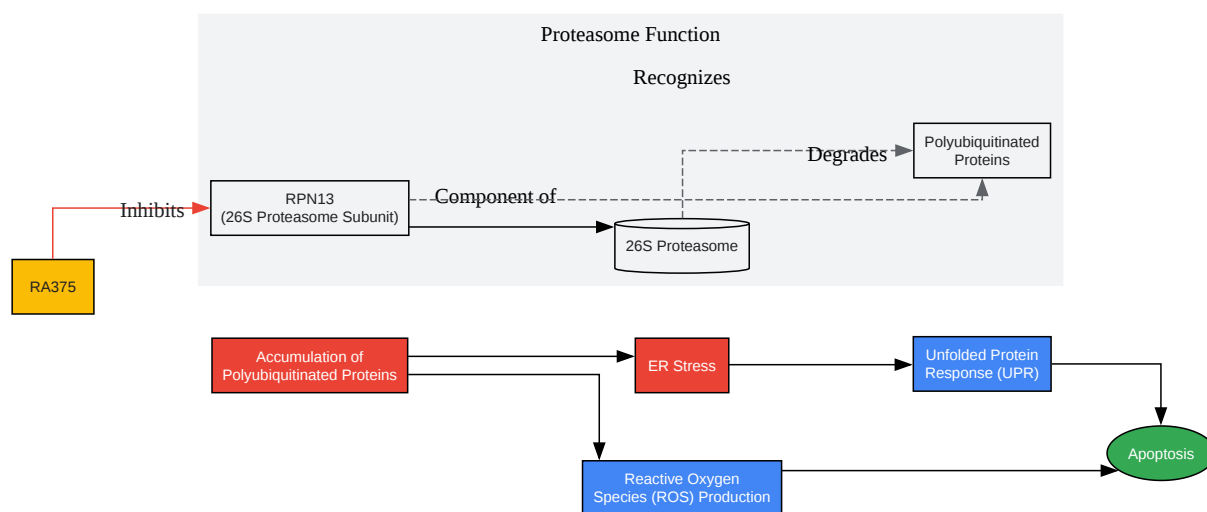 Proteasome Function
Recognizes
Degrades
Polyubiquitinated
Proteins
Inhibits
RPN13
(26S Proteasome Subunit)
Component of
26S Proteasome
RA375
Accumulation of
Polyubiquitinated Proteins
ER Stress
Unfolded Protein
Response (UPR)
Apoptosis
Reactive Oxygen
Species (ROS) Production